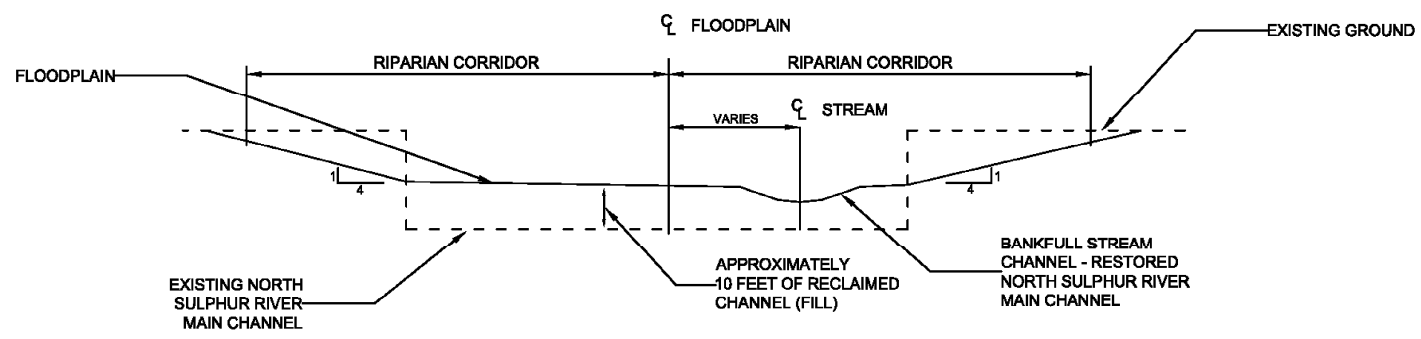 ℄ FLOODPLAIN
EXISTING GROUND
RIPARIAN CORRIDOR
RIPARIAN CORRIDOR
FLOODPLAIN
℄ STREAM
VARIES
1
4
1
4
EXISTING NORTH
SULPHUR RIVER
MAIN CHANNEL
APPROXIMATELY
10 FEET OF RECLAIMED
CHANNEL (FILL)
BANKFULL STREAM
CHANNEL - RESTORED
NORTH SULPHUR RIVER
MAIN CHANNEL